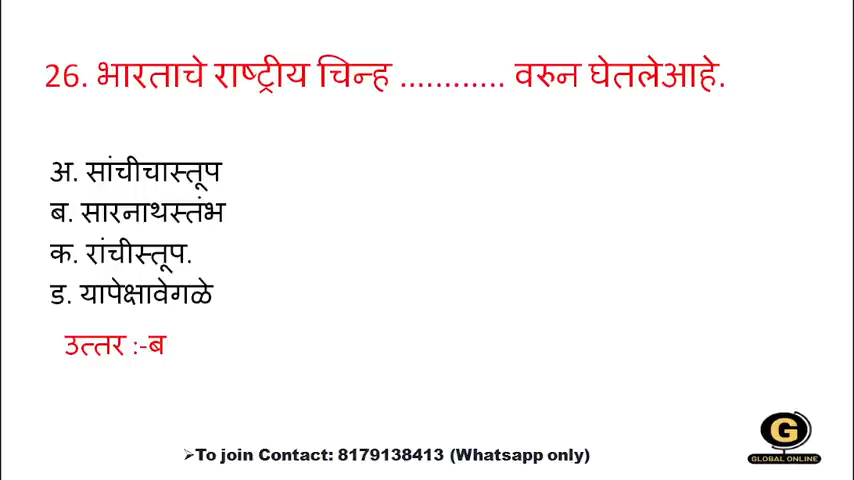 26. भारताचे राष्ट्रीय चिन्ह ............ वरुन घेतलेआहे.
अ. सांचीचास्तूप
ब. सारनाथस्तंभ
क. रांचीस्तूप.
ड. यापेक्षावेगळे
उत्तर :-ब
➢To join Contact: 8179138413 (Whatsapp only)
G
GLOBAL ONLINE